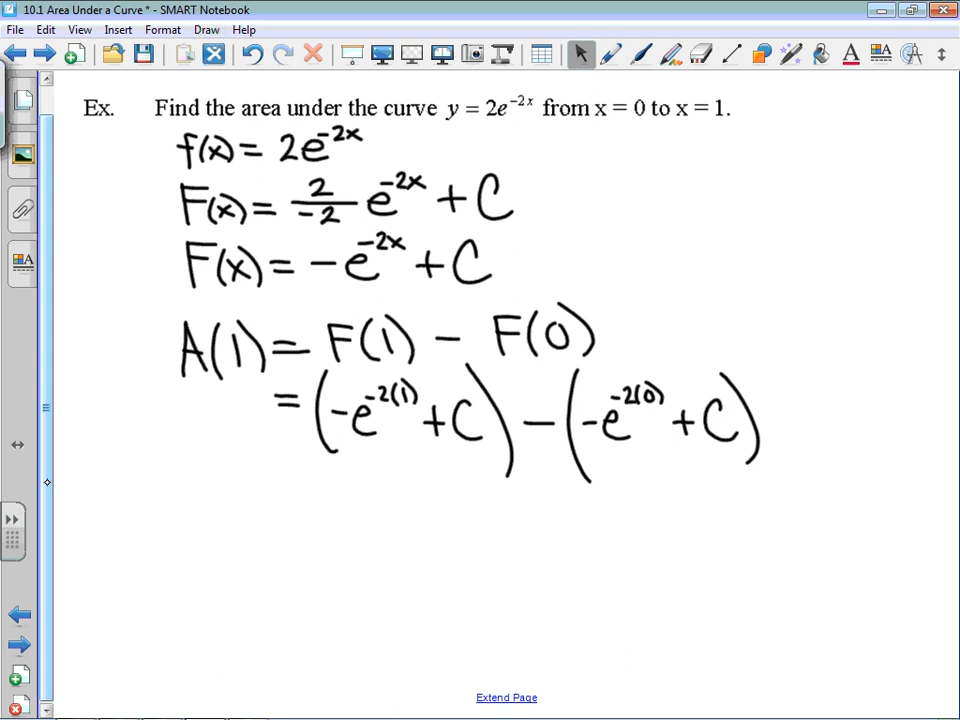 10.1 Area Under a Curve * - SMART Notebook
File Edit View Insert Format Draw Help
Ex. Find the area under the curve y = 2e^{-2x} from x = 0 to x = 1.
f(x) = 2e^{-2x}
F(x) = \frac{2}{-2} e^{-2x} + C
F(x) = -e^{-2x} + C
A(1) = F(1) - F(0)
= (-e^{-2(1)} + C) - (-e^{-2(0)} + C)
Extend Page